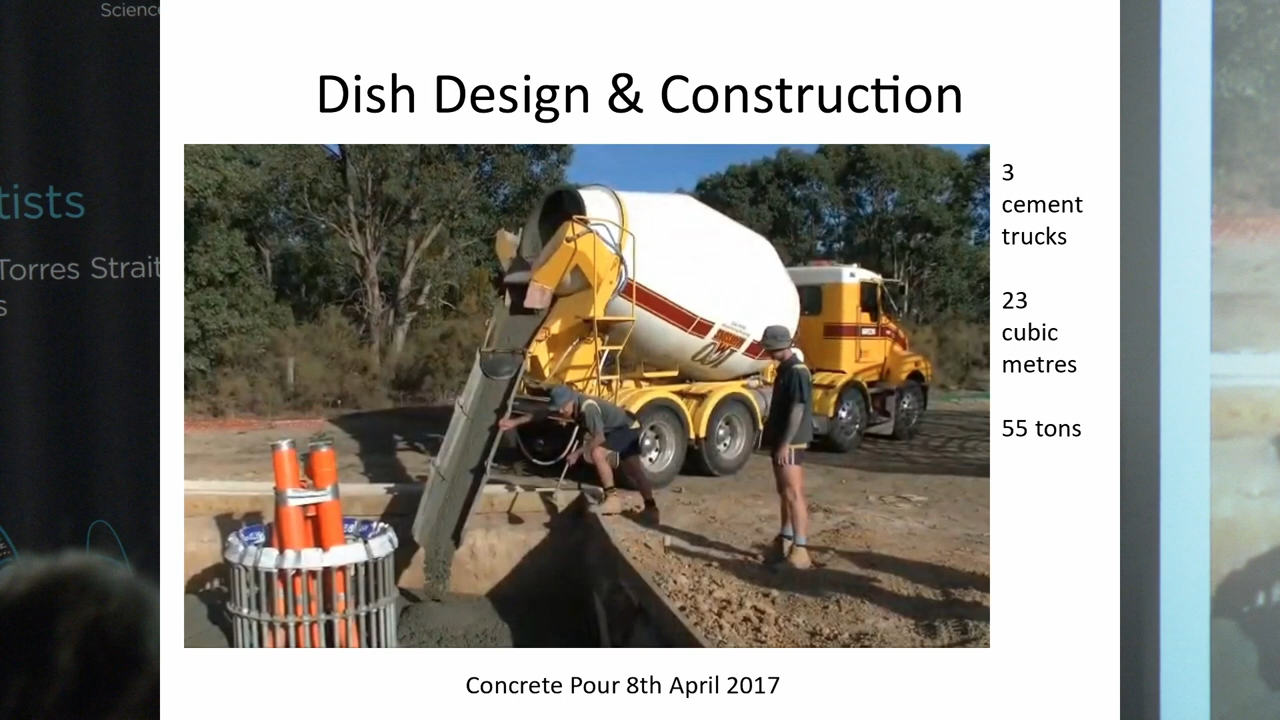 Science
tists
Torres Strait
s
Dish Design & Construction
3
cement
trucks
23
cubic
metres
55 tons
Concrete Pour 8th April 2017